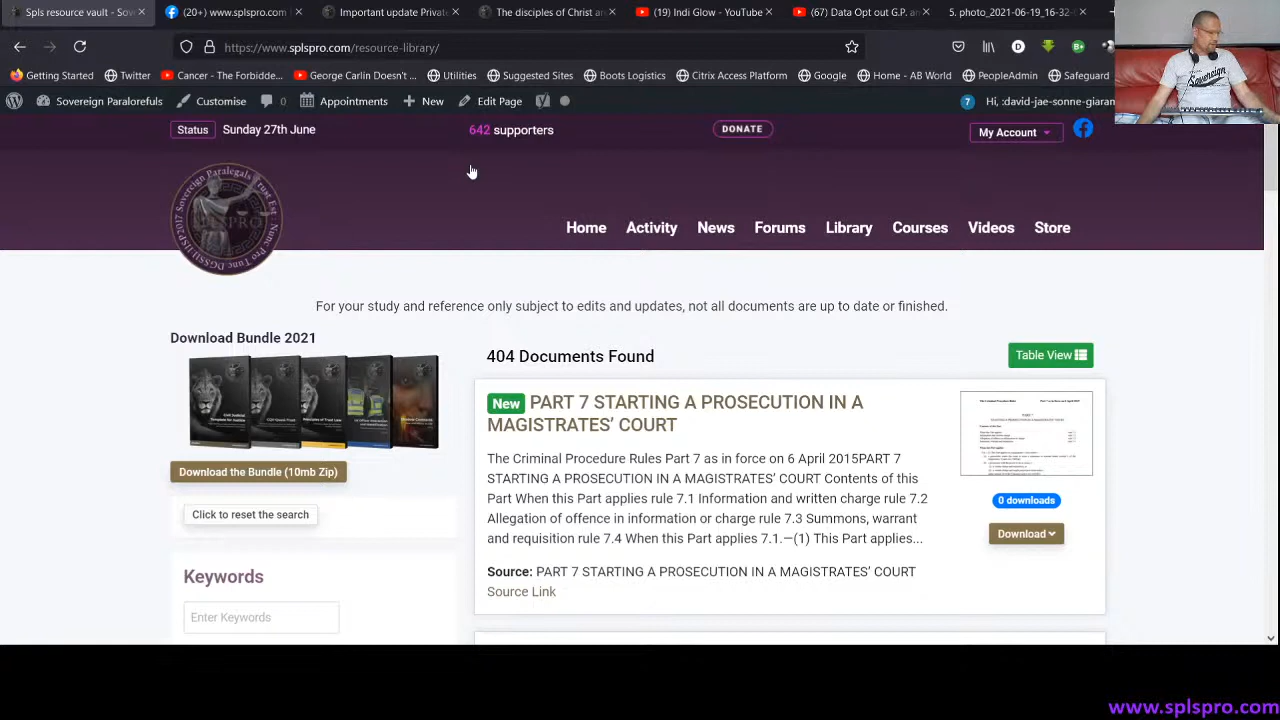 Spls resource vault - Sov
(20+) splspro.com
Important update Privat
The disciples of Christ an
(19) Indi Glow - YouTube
(67) Data Opt out G.P. an
5. photo_2021-06-19_16-32-
https://www.splspro.com/resource-library/
Getting Started
Twitter
Cancer - The Forbidde...
George Carlin Doesn't...
Utilities
Suggested Sites
Boots Logistics
Citrix Access Platform
Google
Home - AB World
PeopleAdmin
Safeguard
Sovereign Paralorefuls
Customise
0
Appointments
New
Edit Page
7
Hi, :david-jae-sonne-giaran
Status
Sunday 27th June
642 supporters
DONATE
My Account
Home
Activity
News
Forums
Library
Courses
Videos
Store
For your study and reference only subject to edits and updates, not all documents are up to date or finished.
Download Bundle 2021
404 Documents Found
Table View
New PART 7 STARTING A PROSECUTION IN A
MAGISTRATES’ COURT
The Criminal Procedure Rules Part 7 as in force on 6 April 2015PART 7
STARTING A PROSECUTION IN A MAGISTRATES’ COURT Contents of this
Part When this Part applies rule 7.1 Information and written charge rule 7.2
Allegation of offence in information or charge rule 7.3 Summons, warrant
and requisition rule 7.4 When this Part applies 7.1.—(1) This Part applies...
0 downloads
Download
Source: PART 7 STARTING A PROSECUTION IN A MAGISTRATES’ COURT
Source Link
Download the Bundle (10mb Zip)
Click to reset the search
Keywords
Enter Keywords
Sovereign
www.splspro.com